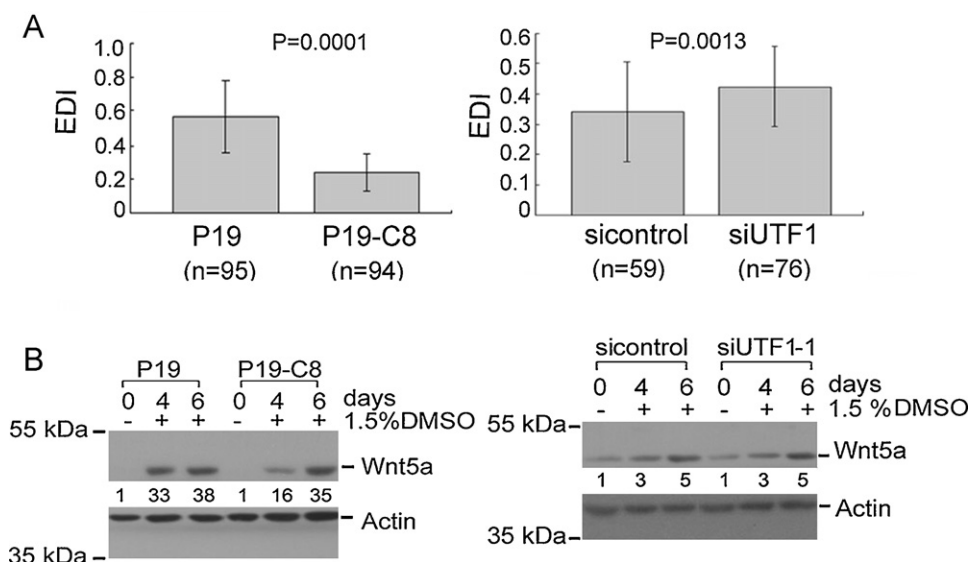 A
P=0.0001
EDI
1.0
0.8
0.6
0.4
0.2
0
P19
P19-C8
(n=95)
(n=94)
P=0.0013
EDI
0.6
0.5
0.4
0.3
0.2
0.1
0
sicontrol
siUTF1
(n=59)
(n=76)
B
P19 P19-C8
0 4 6 0 4 6 days
- + + - + + 1.5%DMSO
55 kDa
Wnt5a
1 33 38 1 16 35
Actin
35 kDa
sicontrol siUTF1-1
0 4 6 0 4 6 days
- + + - + + 1.5 %DMSO
55 kDa
Wnt5a
1 3 5 1 3 5
Actin
35 kDa